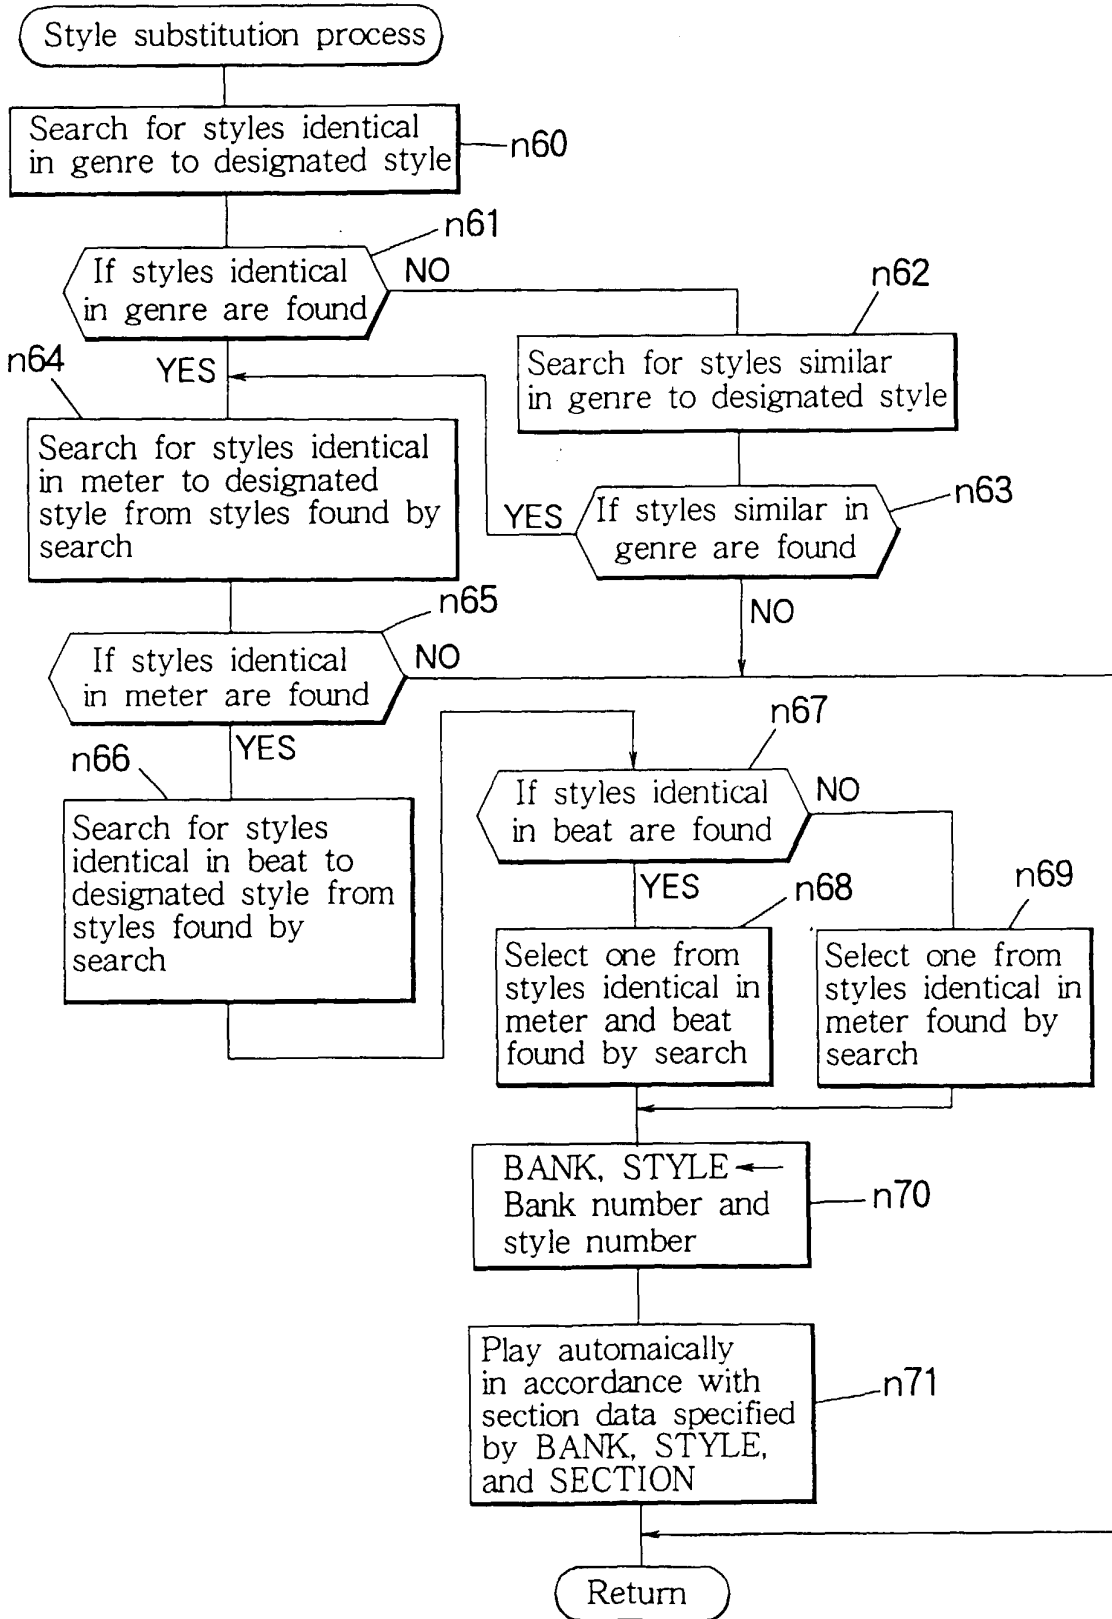 Style substitution process
Search for styles identical
in genre to designated style
n60
n61
If styles identical
in genre are found
NO
n62
YES
Search for styles similar
in genre to designated style
n64
Search for styles identical
in meter to designated
style from styles found by
search
n63
YES
If styles similar in
genre are found
NO
n65
If styles identical
in meter are found
NO
YES
n66
Search for styles
identical in beat to
designated style from
styles found by
search
n67
If styles identical
in beat are found
NO
YES
n68
Select one from
styles identical in
meter and beat
found by search
n69
Select one from
styles identical in
meter found by
search
BANK, STYLE ←
Bank number and
style number
n70
Play automaically
in accordance with
section data specified
by BANK, STYLE,
and SECTION
n71
Return